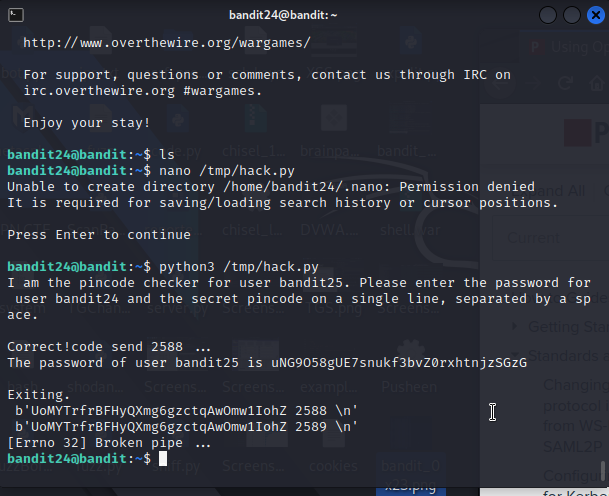 bandit24@bandit: ~
http://www.overthewire.org/wargames/
For support, questions or comments, contact us through IRC on
irc.overthewire.org #wargames.
Enjoy your stay!
bandit24@bandit:~$ ls
bandit24@bandit:~$ nano /tmp/hack.py
Unable to create directory /home/bandit24/.nano: Permission denied
It is required for saving/loading search history or cursor positions.
Press Enter to continue
bandit24@bandit:~$ python3 /tmp/hack.py
I am the pincode checker for user bandit25. Please enter the password for
user bandit24 and the secret pincode on a single line, separated by a sp
ace.
Correct!code send 2588 …
The password of user bandit25 is uNG9O58gUE7snukf3bvZ0rxhtnjzSGzG
Exiting.
b'UoMYTrfrBFHyQXmg6gzctqAwOmw1IohZ 2588 \n'
b'UoMYTrfrBFHyQXmg6gzctqAwOmw1IohZ 2589 \n'
[Errno 32] Broken pipe …
bandit24@bandit:~$